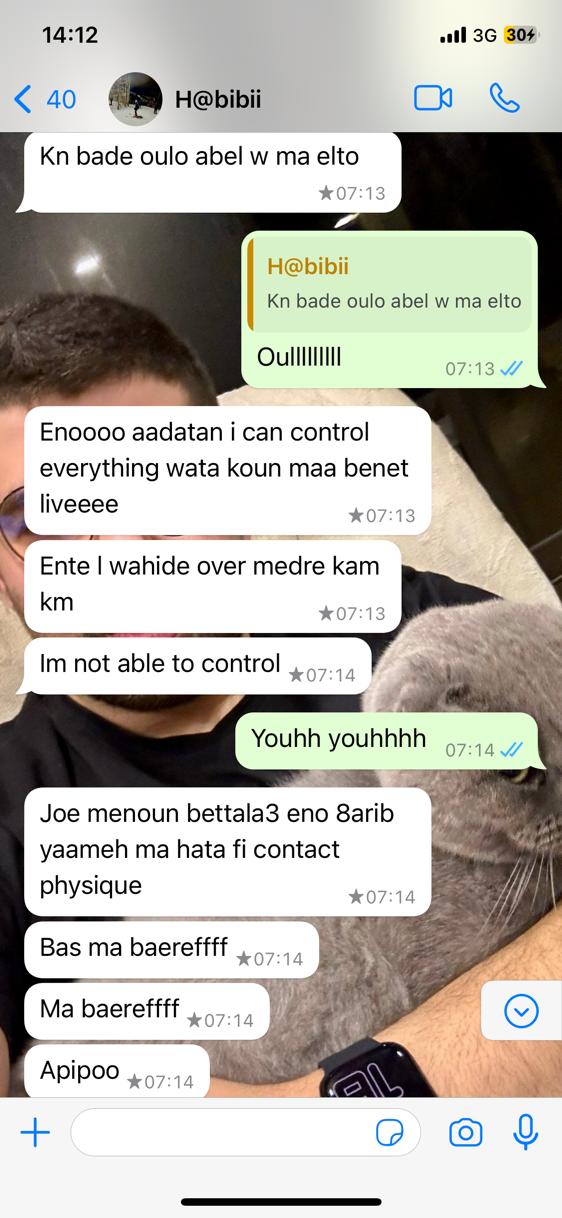 14:12
3G
30
40
H@bibii
Kn bade oulo abel w ma elto
07:13
H@bibii
Kn bade oulo abel w ma elto
Oulllllllll
07:13
Enoooo aadatan i can control
everything wata koun maa benet
liveeee
07:13
Ente l wahide over medre kam
km
07:13
Im not able to control
07:14
Youhh youhhhh
07:14
Joe menoun bettala3 eno 8arib
yaameh ma hata fi contact
physique
07:14
Bas ma baereffff
07:14
Ma baereffff
07:14
Apipoo
07:14